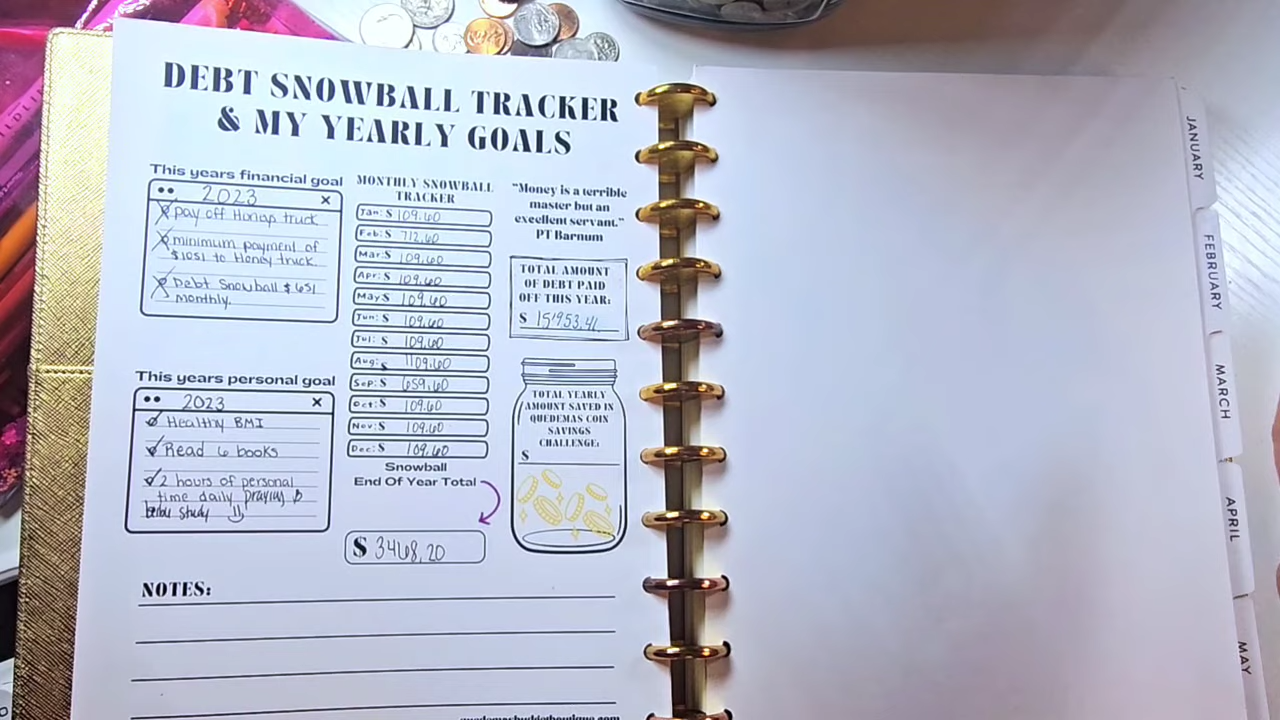 DEBT SNOWBALL TRACKER
& MY YEARLY GOALS
This years financial goal
2023
pay off Hondas truck
minimum payment of
$1051 to Honey truck.
Debt Snowball $651
monthly.
MONTHLY SNOWBALL
TRACKER
Jan: $ 109.60
Feb: $ 712.60
Mar: $ 109.60
Apr: $ 109.60
May $ 109.60
Jun: $ 109.60
Jul: $ 109.60
Aug: $ 1109.60
Sep: $ 659.60
Oct: $ 109.60
Nov: $ 109.60
Dec: $ 109.60
Snowball
End Of Year Total
$ 3468.20
"Money is a terrible
master but an
excellent servant."
PT Barnum
TOTAL AMOUNT
OF DEBT PAID
OFF THIS YEAR:
$ 15,953.41
TOTAL YEARLY
AMOUNT SAVED IN
QUEDEMAS COIN
SAVINGS
CHALLENGE:
$
This years personal goal
2023
Healthy BMI
Read 6 books
2 hours of personal
time daily praying &
bible study
NOTES:
JANUARY
FEBRUARY
MARCH
APRIL
MAY